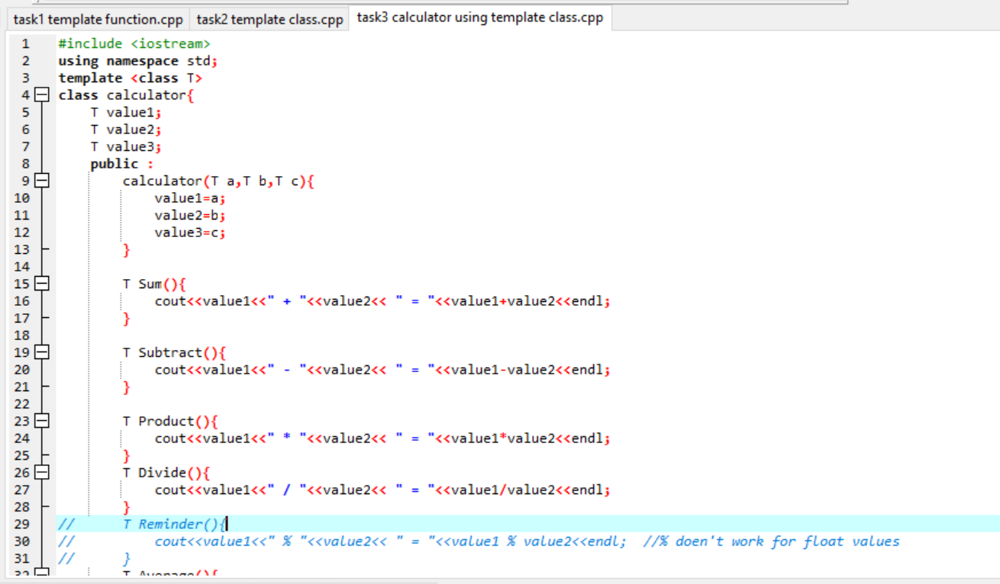 task1 template function.cpp task2 template class.cpp task3 calculator using template class.cpp
1 #include <iostream>
2 using namespace std;
3 template <class T>
4 class calculator{
5 T value1;
6 T value2;
7 T value3;
8 public :
9 calculator(T a,T b,T c){
10 value1=a;
11 value2=b;
12 value3=c;
13 }
14
15 T Sum(){
16 cout<<value1<<" + "<<value2<< " = "<<value1+value2<<endl;
17 }
18
19 T Subtract(){
20 cout<<value1<<" - "<<value2<< " = "<<value1-value2<<endl;
21 }
22
23 T Product(){
24 cout<<value1<<" * "<<value2<< " = "<<value1*value2<<endl;
25 }
26 T Divide(){
27 cout<<value1<<" / "<<value2<< " = "<<value1/value2<<endl;
28 }
29 // T Reminder(){
30 // cout<<value1<<" % "<<value2<< " = "<<value1 % value2<<endl; //% doen't work for float values
31 // }
32 T Average(){